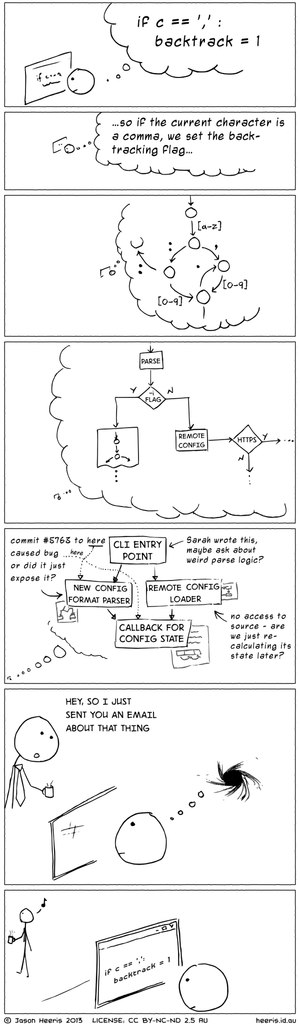 if c == ',' :
backtrack = 1
if c==','
...so if the current character
is a comma, we set the back-
tracking flag...
[a-z]
,
[0-9]
[0-9]
PARSE
¬
FLAG
Y
N
REMOTE
CONFIG
HTTPS
Y
N
commit #5763 to here
caused bug
or did it just
expose it?
here
CLI ENTRY
POINT
Sarah wrote this,
maybe ask about
weird parse logic?
NEW CONFIG
FORMAT PARSER
REMOTE CONFIG
LOADER
CALLBACK FOR
CONFIG STATE
no access to
source - are
we just re-
calculating its
state later?
HEY, SO I JUST
SENT YOU AN EMAIL
ABOUT THAT THING
if c == ',':
backtrack = 1
© Jason Heeris 2013 LICENSE: CC BY-NC-ND 2.5 AU heeris.id.au